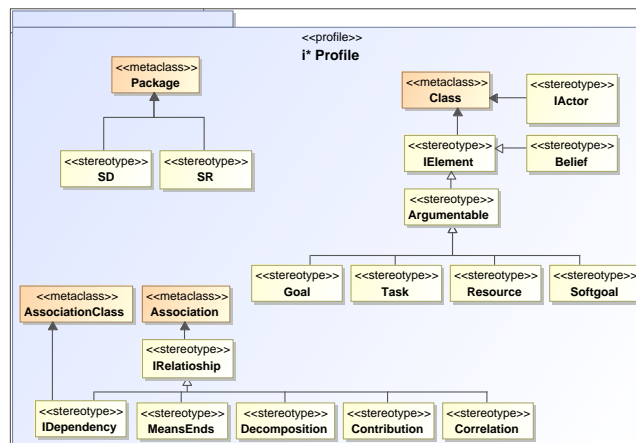 <<profile>>
i* Profile
<<metaclass>>
Package
<<metaclass>>
Class
<<stereotype>>
IActor
<<stereotype>>
SD
<<stereotype>>
SR
<<stereotype>>
IElement
<<stereotype>>
Belief
<<stereotype>>
Argumentable
<<stereotype>>
Goal
<<stereotype>>
Task
<<stereotype>>
Resource
<<stereotype>>
Softgoal
<<metaclass>>
AssociationClass
<<metaclass>>
Association
<<stereotype>>
IRelatioship
<<stereotype>>
IDependency
<<stereotype>>
MeansEnds
<<stereotype>>
Decomposition
<<stereotype>>
Contribution
<<stereotype>>
Correlation